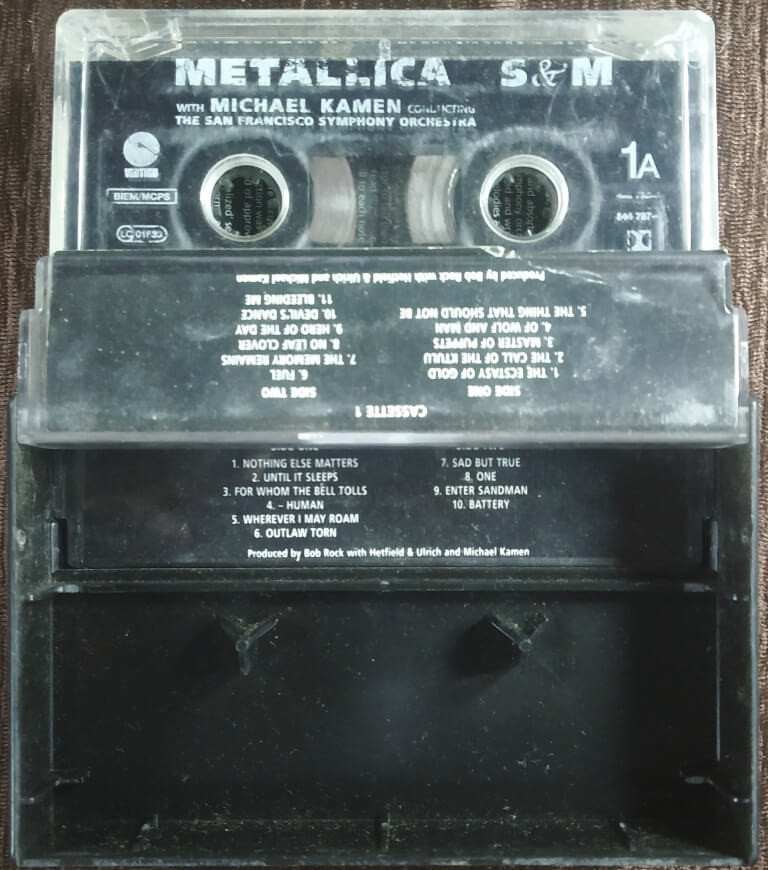 METALLICA S&M
WITH MICHAEL KAMEN CONDUCTING
THE SAN FRANCISCO SYMPHONY ORCHESTRA
1A
BIEM/MCPS
LC 01633
Produced by Bob Rock with Hetfield & Ulrich and Michael Kamen
CASSETTE 1
SIDE ONE
1. THE ECSTASY OF GOLD
2. THE CALL OF THE KTULU
3. MASTER OF PUPPETS
4. OF WOLF AND MAN
5. THE THING THAT SHOULD NOT BE
SIDE TWO
6. FUEL
7. THE MEMORY REMAINS
8. NO LEAF CLOVER
9. HERO OF THE DAY
10. DEVIL'S DANCE
11. BLEEDING ME
1. NOTHING ELSE MATTERS
2. UNTIL IT SLEEPS
3. FOR WHOM THE BELL TOLLS
4. – HUMAN
5. WHEREVER I MAY ROAM
6. OUTLAW TORN
7. SAD BUT TRUE
8. ONE
9. ENTER SANDMAN
10. BATTERY
Produced by Bob Rock with Hetfield & Ulrich and Michael Kamen